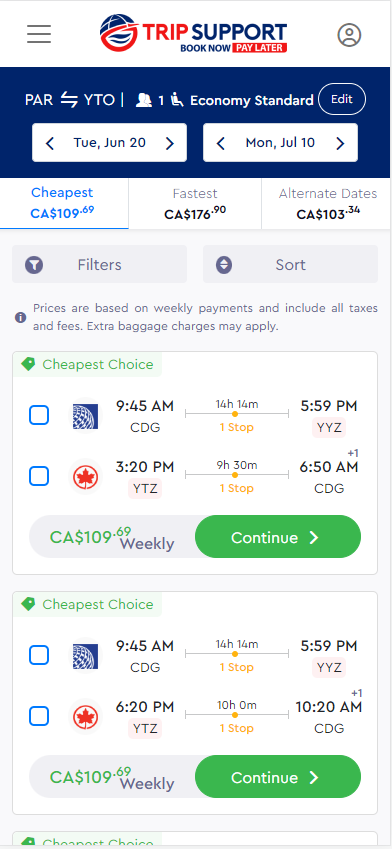 TRIP SUPPORT
BOOK NOW PAY LATER
PAR YTO | 1 Economy Standard Edit
Tue, Jun 20 Mon, Jul 10
Cheapest Fastest Alternate Dates
CA$109.69 CA$176.90 CA$103.34
Filters Sort
Prices are based on weekly payments and include all taxes
and fees. Extra baggage charges may apply.
Cheapest Choice
9:45 AM 14h 14m 5:59 PM
CDG 1 Stop YYZ
3:20 PM 9h 30m 6:50 AM +1
YTZ 1 Stop CDG
CA$109.69 Weekly Continue
Cheapest Choice
9:45 AM 14h 14m 5:59 PM
CDG 1 Stop YYZ
6:20 PM 10h 0m 10:20 AM +1
YTZ 1 Stop CDG
CA$109.69 Weekly Continue
Cheapest Choice